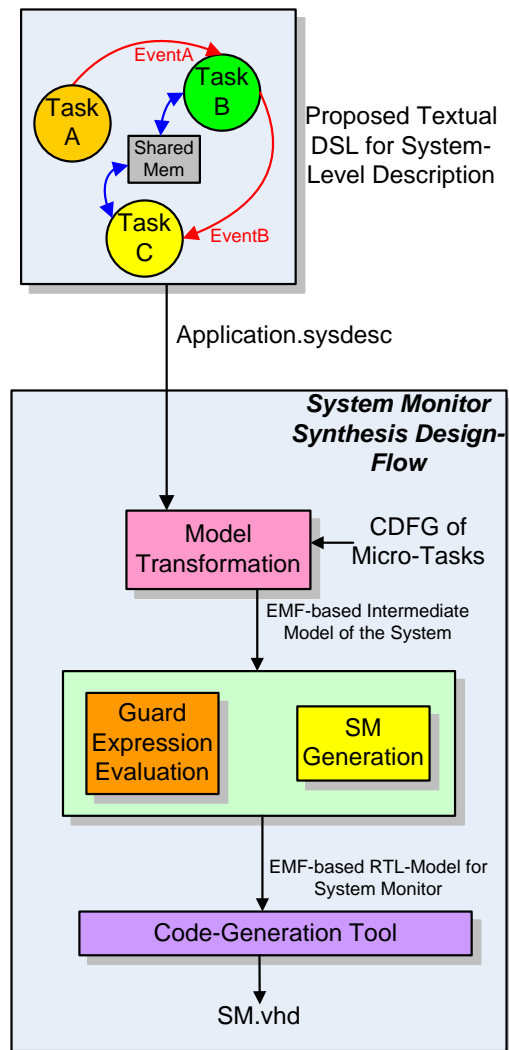 EventA
Task
B
Task
A
Shared
Mem
Task
C
EventB
Proposed Textual
DSL for System-
Level Description
Application.sysdesc
System Monitor
Synthesis Design-
Flow
Model
Transformation
CDFG of
Micro-Tasks
EMF-based Intermediate
Model of the System
Guard
Expression
Evaluation
SM
Generation
EMF-based RTL-Model for
System Monitor
Code-Generation Tool
SM.vhd